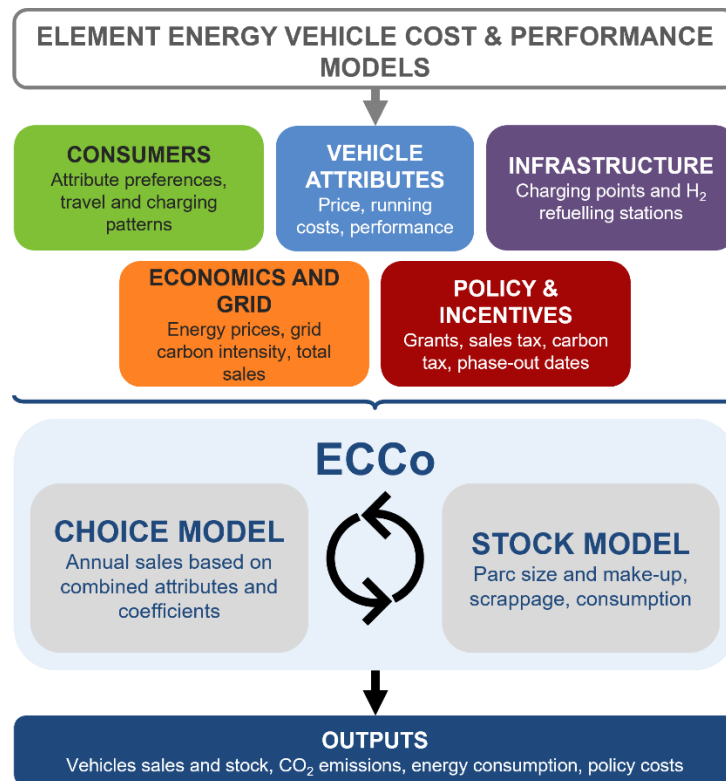 ELEMENT ENERGY VEHICLE COST & PERFORMANCE
MODELS
CONSUMERS
Attribute preferences,
travel and charging
patterns
VEHICLE
ATTRIBUTES
Price, running
costs, performance
INFRASTRUCTURE
Charging points and H₂
refuelling stations
ECONOMICS AND
GRID
Energy prices, grid
carbon intensity, total
sales
POLICY &
INCENTIVES
Grants, sales tax, carbon
tax, phase-out dates
ECCo
CHOICE MODEL
Annual sales based on
combined attributes and
coefficients
STOCK MODEL
Parc size and make-up,
scrappage, consumption
OUTPUTS
Vehicles sales and stock, CO₂ emissions, energy consumption, policy costs